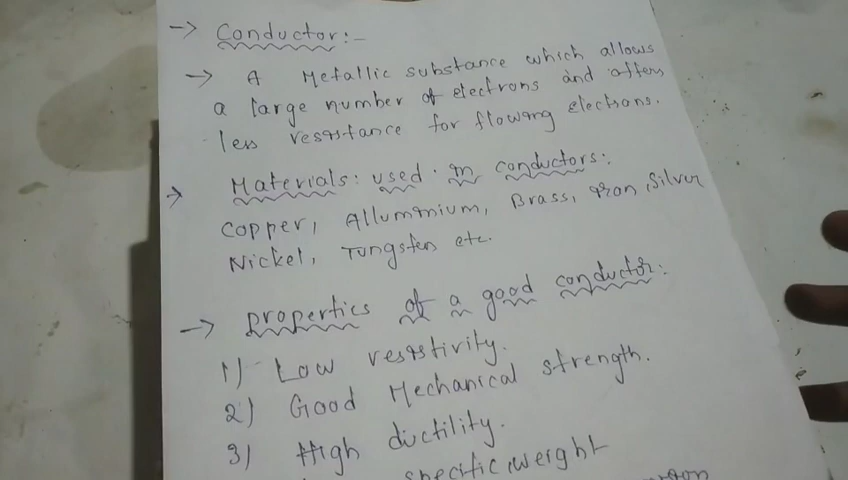 → Conductor:-
→ A Metallic substance which allows
a large number of electrons and offers
less resistance for flowing electrons.
→ Materials: used in conductors:
Copper, Alluminium, Brass, Iron, Silver
Nickel, Tungsten etc.
→ properties of a good conductor:
1) Low resistivity.
2) Good Mechanical strength.
3) High ductility.
specific weight